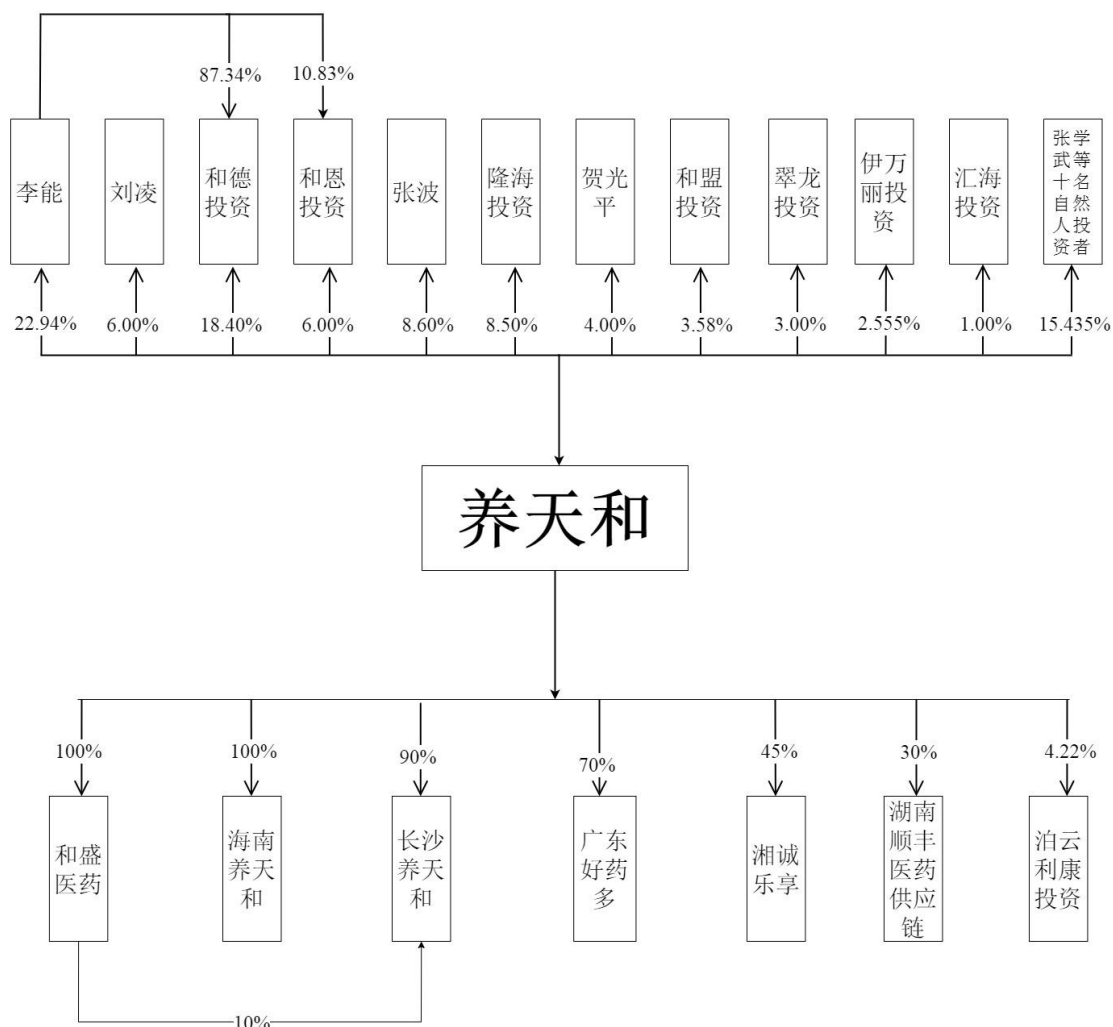 87.34%
10.83%
李能
刘凌
和德
投资
和恩
投资
张波
隆海
投资
贺光
平
和盟
投资
翠龙
投资
伊万
丽投
资
汇海
投资
张学
武等
十名
自然
人投
资者
22.94%
6.00%
18.40%
6.00%
8.60%
8.50%
4.00%
3.58%
3.00%
2.555%
1.00%
15.435%
养天和
100%
100%
90%
70%
45%
30%
4.22%
和盛
医药
海南
养天
和
长沙
养天
和
广东
好药
多
湘诚
乐享
湖南
顺丰
医药
供应
链
泊云
利康
投资
10%